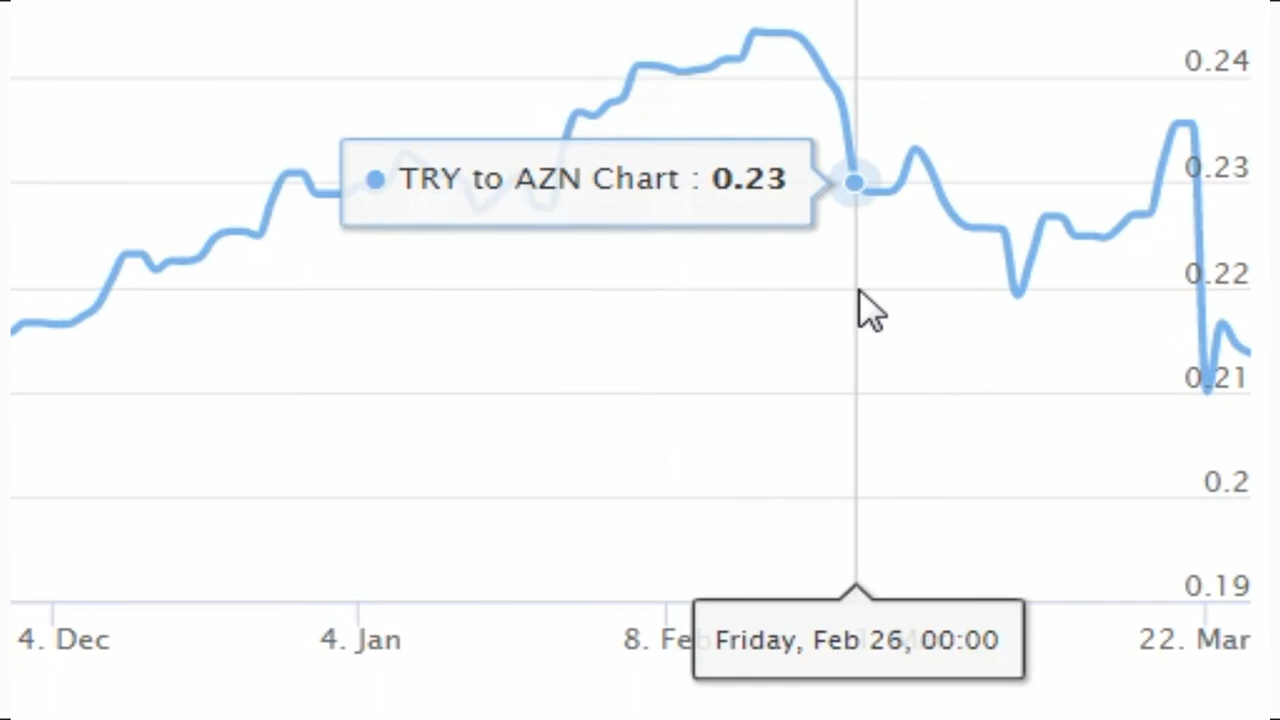 0.24
TRY to AZN Chart : 0.23
0.23
0.22
0.21
0.2
0.19
4. Dec
4. Jan
8. Feb
Friday, Feb 26, 00:00
22. Mar